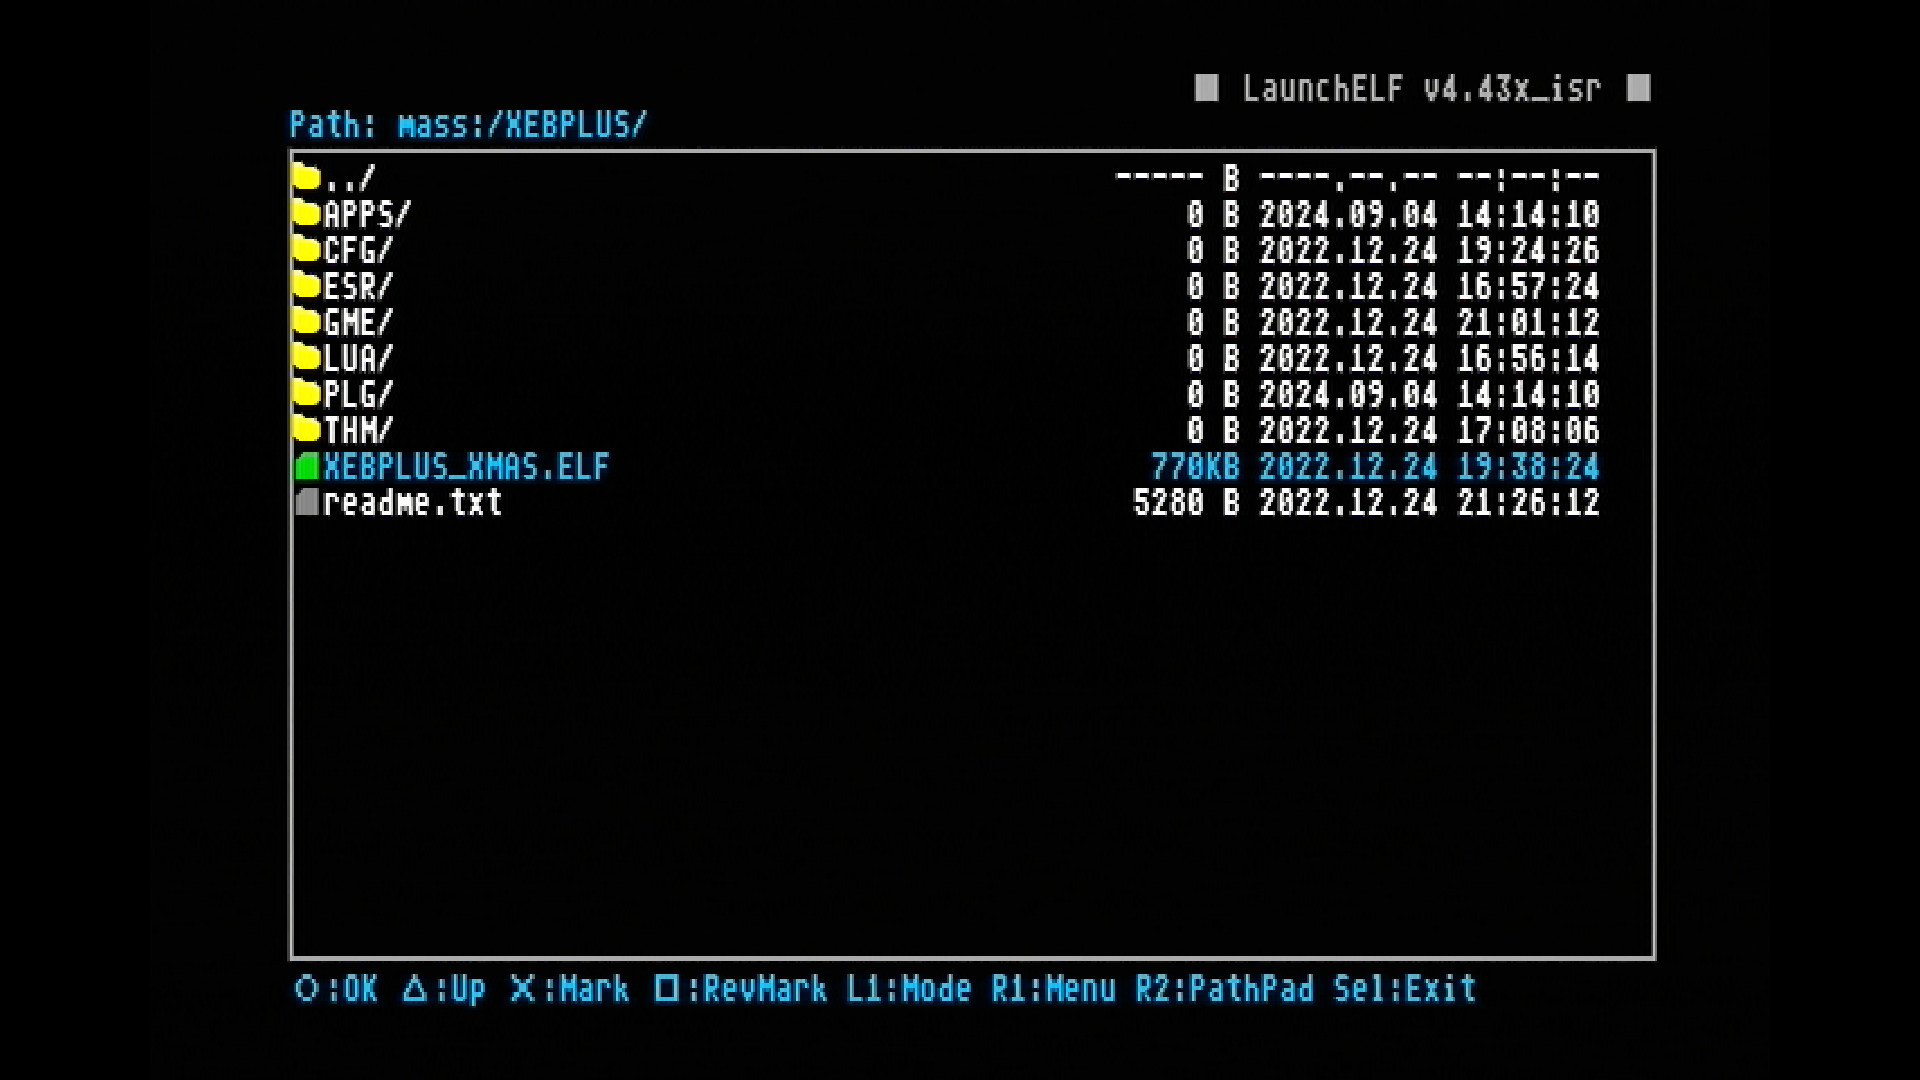 ■ LaunchELF v4.43x_isr ■
Path: mass:/XEBPLUS/
../ ----- B ----.--.-- --:--:--
APPS/ 0 B 2024.09.04 14:14:10
CFG/ 0 B 2022.12.24 19:24:26
ESR/ 0 B 2022.12.24 16:57:24
GME/ 0 B 2022.12.24 21:01:12
LUA/ 0 B 2022.12.24 16:56:14
PLG/ 0 B 2024.09.04 14:14:10
THM/ 0 B 2022.12.24 17:08:06
XEBPLUS_XMAS.ELF 770KB 2022.12.24 19:38:24
readme.txt 5280 B 2022.12.24 21:26:12
○:OK △:Up X:Mark □:RevMark L1:Mode R1:Menu R2:PathPad Sel:Exit